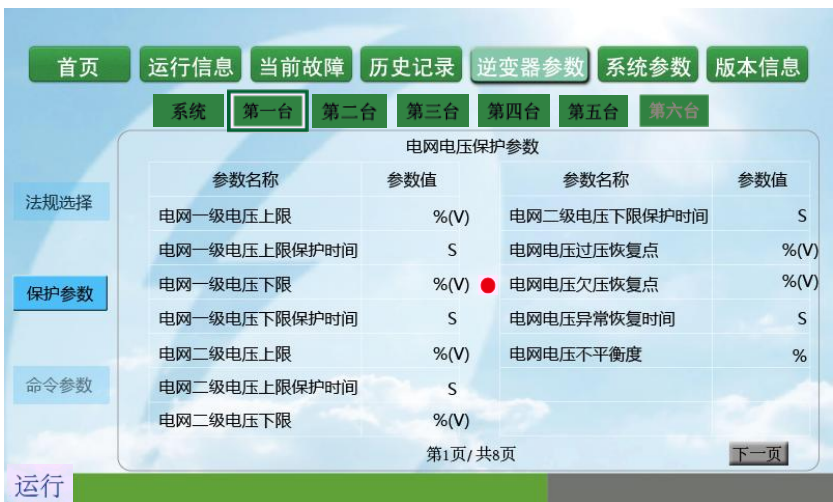 首页 运行信息 当前故障 历史记录 逆变器参数 系统参数 版本信息
系统 第一台 第二台 第三台 第四台 第五台 第六台
电网电压保护参数
参数名称 参数值 参数名称 参数值
法规选择
电网一级电压上限 %(V) 电网二级电压下限保护时间 S
电网一级电压上限保护时间 S 电网电压过压恢复点 %(V)
保护参数
电网一级电压下限 %(V) 电网电压欠压恢复点 %(V)
电网一级电压下限保护时间 S 电网电压异常恢复时间 S
电网二级电压上限 %(V) 电网电压不平衡度 %
命令参数
电网二级电压上限保护时间 S
电网二级电压下限 %(V)
第1页/共8页 下一页
运行